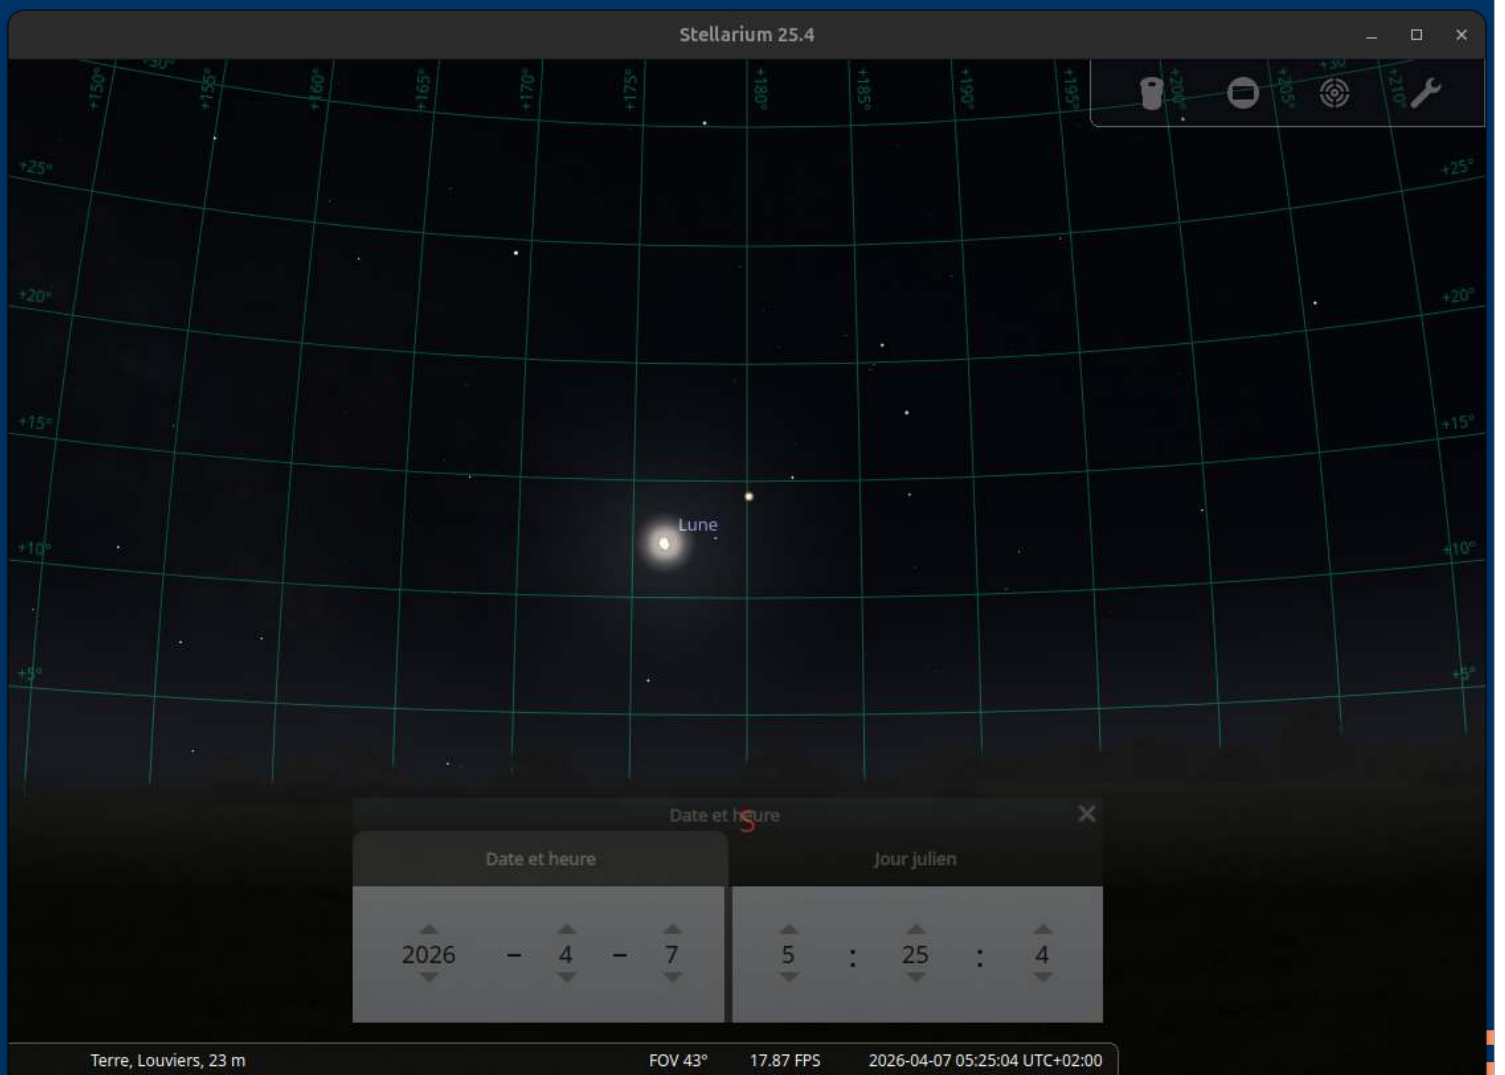 Stellarium 25.4
+150° +155° +160° +165° +170° +175° +180° +185° +190° +195° +200° +205° +210°
+30° +30
+25° +25°
+20° +20°
+15° +15°
Lune
+10° +10°
+5° +5°
S
Date et heure
Date et heure Jour julien
2026 - 4 - 7 5 : 25 : 4
Terre, Louviers, 23 m FOV 43° 17.87 FPS 2026-04-07 05:25:04 UTC+02:00